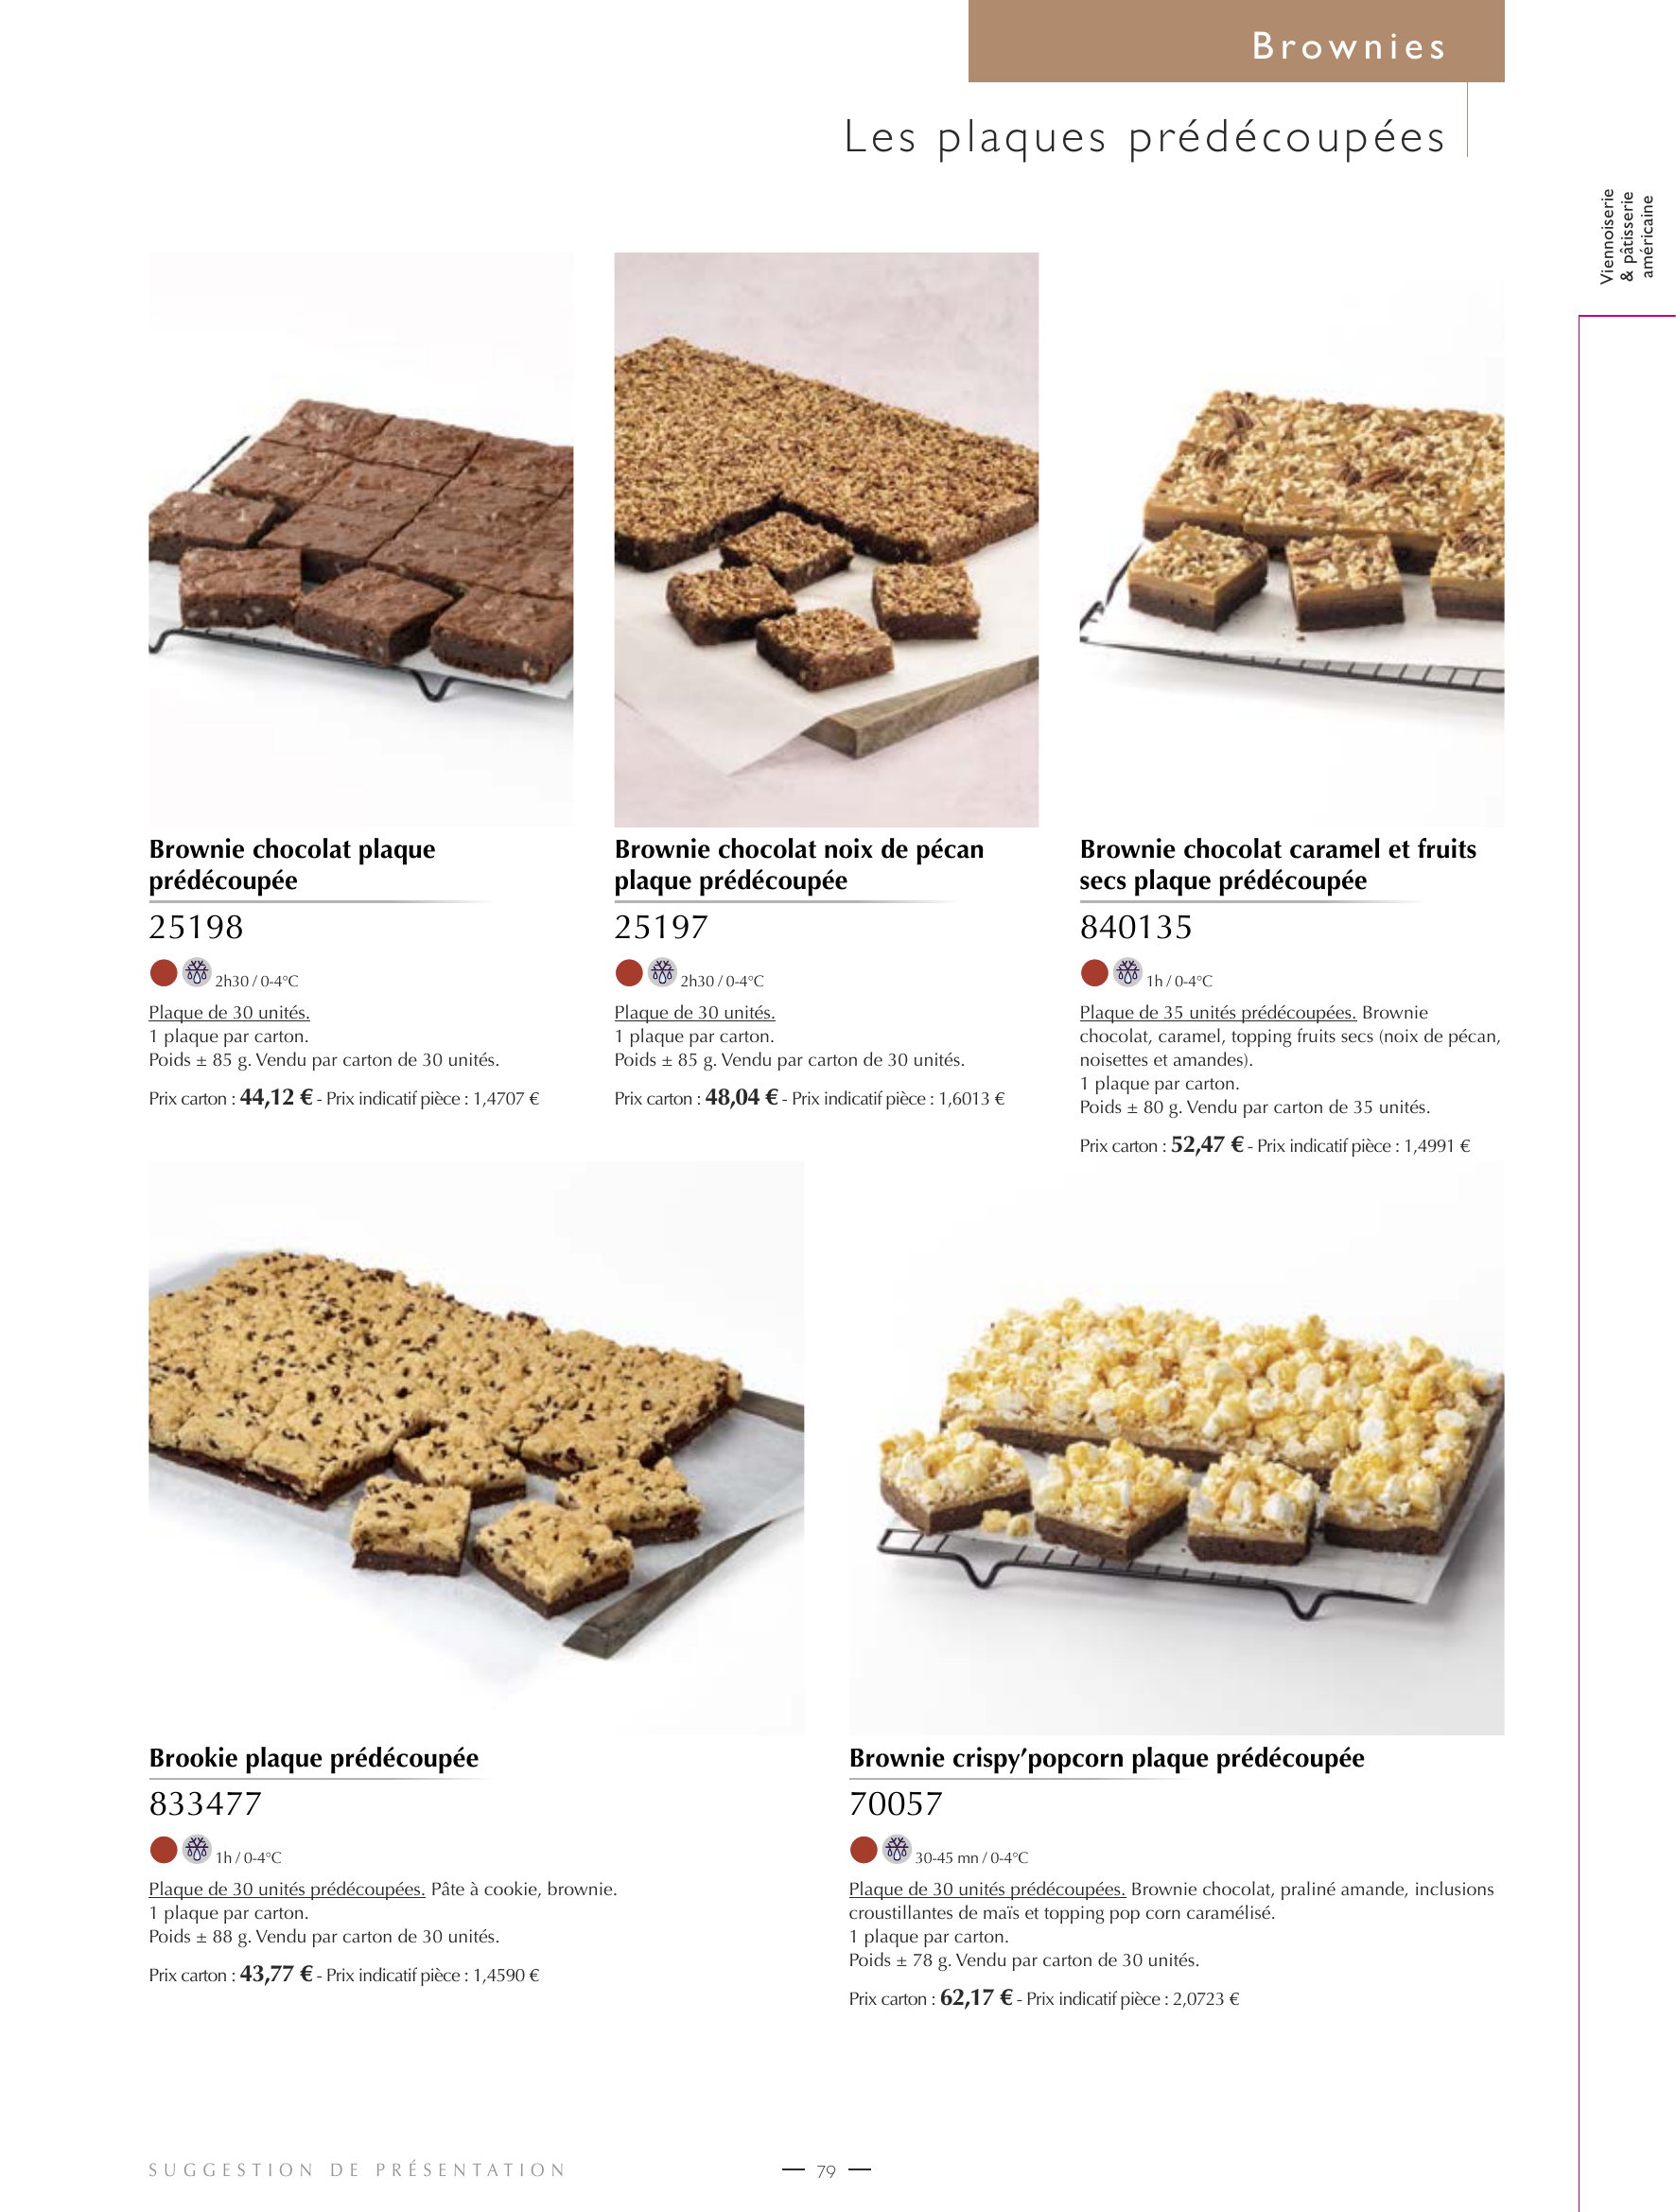 Brownies
Les plaques prédécoupées
Viennoiserie
& pâtisserie
américaine
Brownie chocolat plaque
prédécoupée
25198
2h30 / 0-4°C
Plaque de 30 unités.
1 plaque par carton.
Poids ± 85 g. Vendu par carton de 30 unités.
Prix carton : 44,12 € - Prix indicatif pièce : 1,4707 €
Brownie chocolat noix de pécan
plaque prédécoupée
25197
2h30 / 0-4°C
Plaque de 30 unités.
1 plaque par carton.
Poids ± 85 g. Vendu par carton de 30 unités.
Prix carton : 48,04 € - Prix indicatif pièce : 1,6013 €
Brownie chocolat caramel et fruits
secs plaque prédécoupée
840135
1h / 0-4°C
Plaque de 35 unités prédécoupées. Brownie
chocolat, caramel, topping fruits secs (noix de pécan,
noisettes et amandes).
1 plaque par carton.
Poids ± 80 g. Vendu par carton de 35 unités.
Prix carton : 52,47 € - Prix indicatif pièce : 1,4991 €
Brookie plaque prédécoupée
833477
1h / 0-4°C
Plaque de 30 unités prédécoupées. Pâte à cookie, brownie.
1 plaque par carton.
Poids ± 88 g. Vendu par carton de 30 unités.
Prix carton : 43,77 € - Prix indicatif pièce : 1,4590 €
Brownie crispy’popcorn plaque prédécoupée
70057
30-45 mn / 0-4°C
Plaque de 30 unités prédécoupées. Brownie chocolat, praliné amande, inclusions
croustillantes de maïs et topping pop corn caramélisé.
1 plaque par carton.
Poids ± 78 g. Vendu par carton de 30 unités.
Prix carton : 62,17 € - Prix indicatif pièce : 2,0723 €
SUGGESTION DE PRÉSENTATION
79